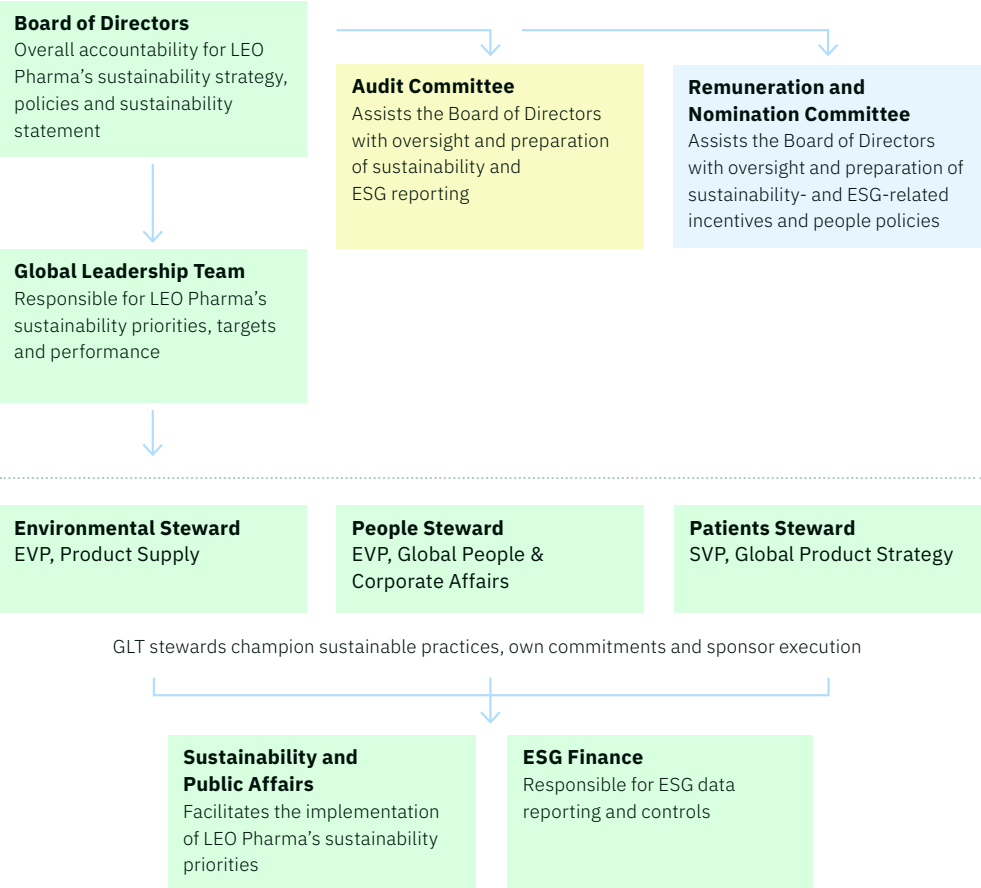 Board of Directors
Overall accountability for LEO
Pharma’s sustainability strategy,
policies and sustainability
statement
Audit Committee
Assists the Board of Directors
with oversight and preparation
of sustainability and
ESG reporting
Remuneration and
Nomination Committee
Assists the Board of Directors
with oversight and preparation of
sustainability- and ESG-related
incentives and people policies
Global Leadership Team
Responsible for LEO Pharma’s
sustainability priorities, targets
and performance
Environmental Steward
EVP, Product Supply
People Steward
EVP, Global People &
Corporate Affairs
Patients Steward
SVP, Global Product Strategy
GLT stewards champion sustainable practices, own commitments and sponsor execution
Sustainability and
Public Affairs
Facilitates the implementation
of LEO Pharma’s sustainability
priorities
ESG Finance
Responsible for ESG data
reporting and controls